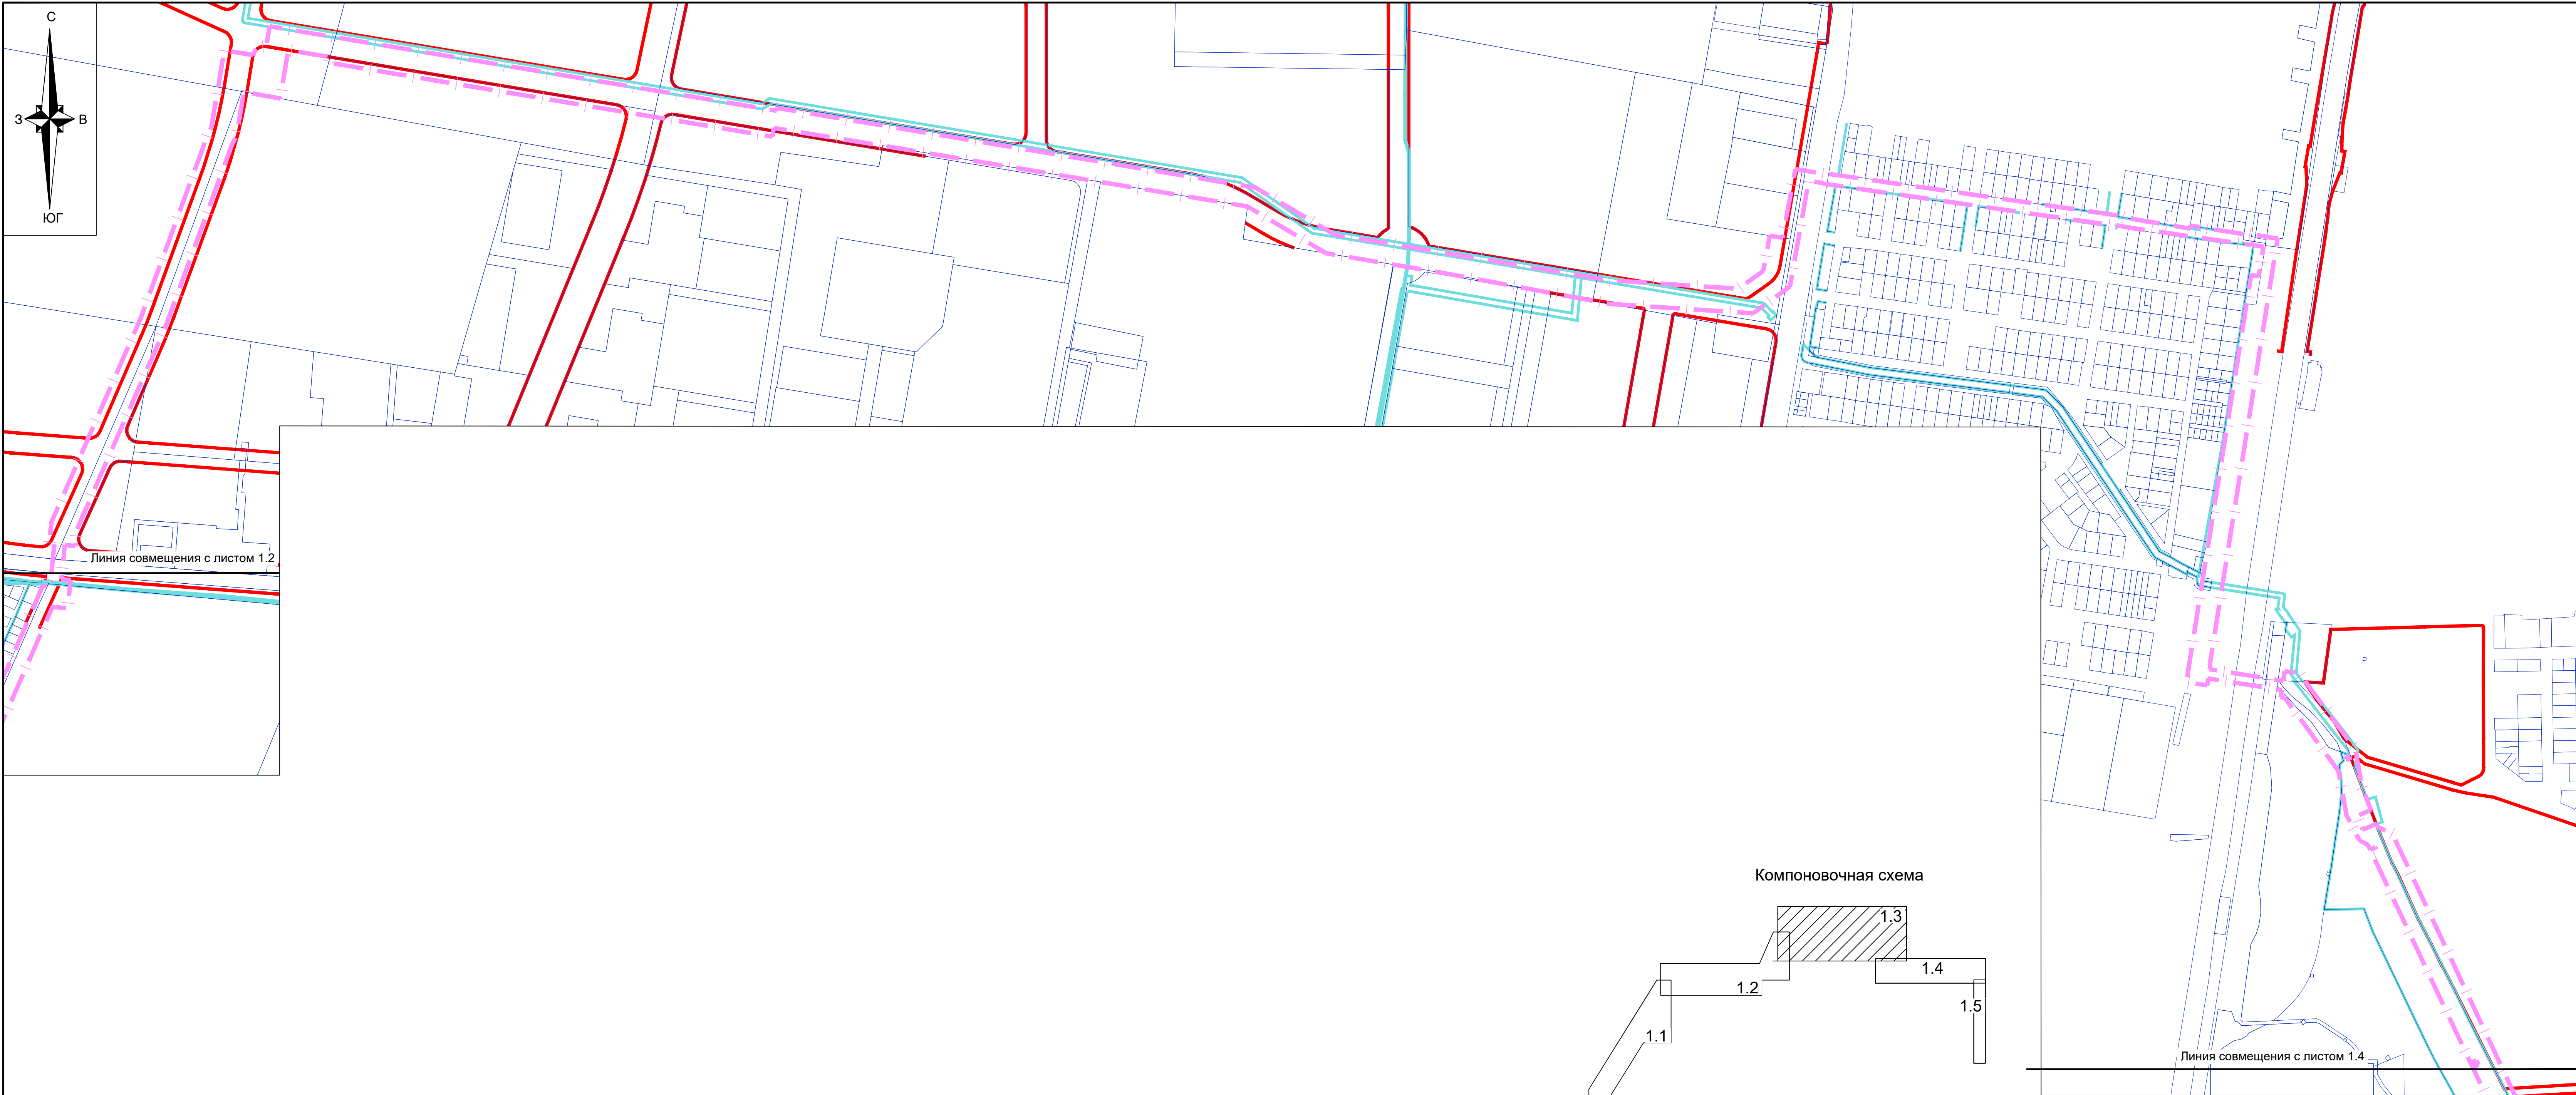 С
З
В
ЮГ
Линия совмещения с листом 1.2
Компоновочная схема
1.3
1.4
1.2
1.5
1.1
Линия совмещения с листом 1.4